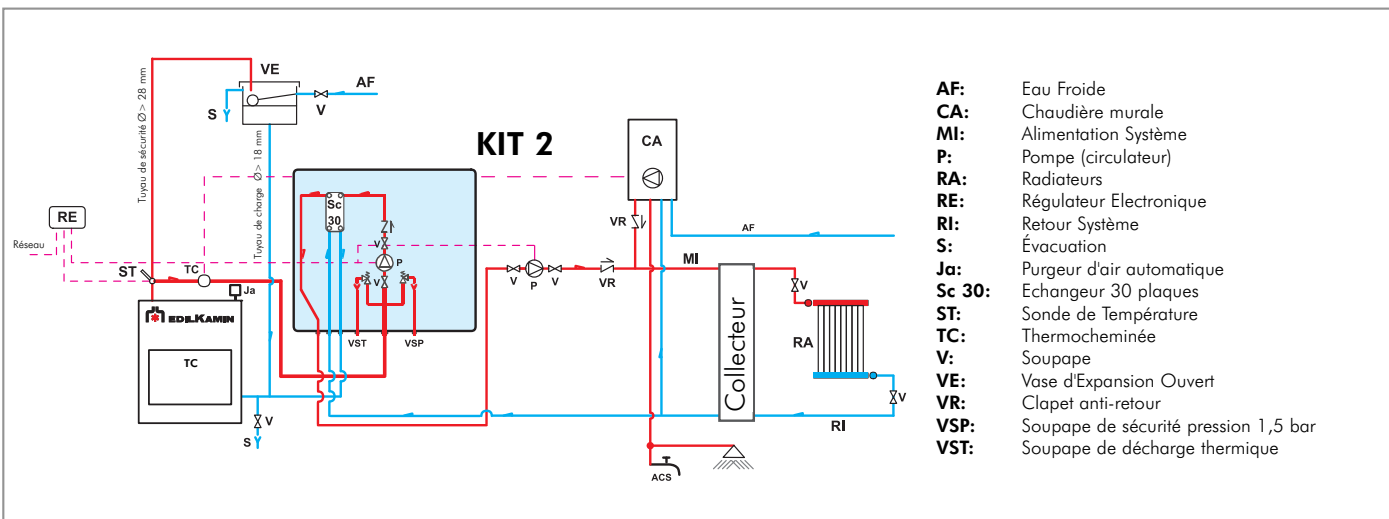 VE
AF
S
V
Tuyau de sécurité Ø > 28 mm
Tuyau de charge Ø > 18 mm
KIT 2
CA
RE
Réseau
Sc
30
V
P
V
VST
VSP
ST
TC
Ja
EDILKAMIN
TC
V
S
VR
AF
MI
V
P
V
VR
Collecteur
V
RA
V
RI
ACS
AF: Eau Froide
CA: Chaudière murale
MI: Alimentation Système
P: Pompe (circulateur)
RA: Radiateurs
RE: Régulateur Electronique
RI: Retour Système
S: Évacuation
Ja: Purgeur d'air automatique
Sc 30: Echangeur 30 plaques
ST: Sonde de Température
TC: Thermocheminée
V: Soupape
VE: Vase d'Expansion Ouvert
VR: Clapet anti-retour
VSP: Soupape de sécurité pression 1,5 bar
VST: Soupape de décharge thermique